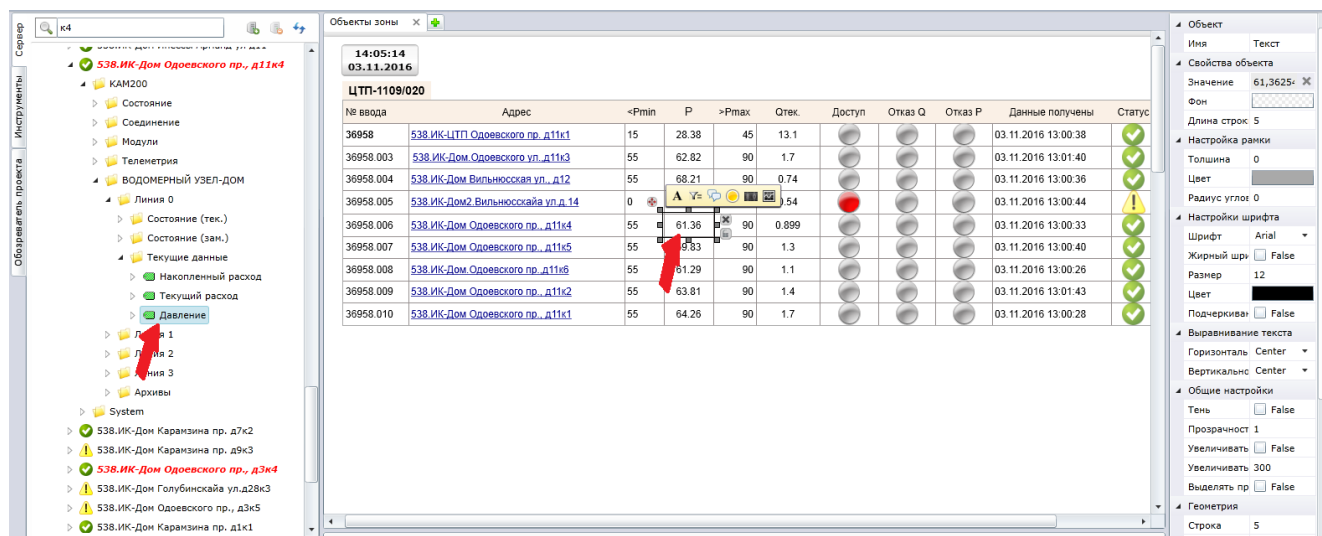 Сервер
Инструменты
Обозреватель проекта
к4
538.ИК-Дом Одоевского пр., д11к4
КАМ200
Состояние
Соединение
Модули
Телеметрия
ВОДОМЕРНЫЙ УЗЕЛ-ДОМ
Линия 0
Состояние (тек.)
Состояние (зам.)
Текущие данные
Накопленный расход
Текущий расход
Давление
Линия 2
Архивы
System
538.ИК-Дом Карамзина пр. д7к2
538.ИК-Дом Карамзина пр. д9к3
538.ИК-Дом Одоевского пр., д3к4
538.ИК-Дом Голубинскайа ул.д28к3
538.ИК-Дом Одоевского пр., д3к5
538.ИК-Дом Карамзина пр. д1к1
Объекты зоны
14:05:14
03.11.2016
ЦТП-1109/020
№ ввода Адрес <Pmin P >Pmax Qтек. Доступ Отказ Q Отказ P Данные получены Статус
36958 538.ИК-ЦТП Одоевского пр. д11к1 15 28.38 45 13.1 03.11.2016 13:00:38
36958.003 538.ИК-Дом.Одоевского ул.,д11к3 55 62.82 90 1.7 03.11.2016 13:01:40
36958.004 538.ИК-Дом Вильнюсская ул., д12 55 68.21 90 0.74 03.11.2016 13:00:36
36958.005 538.ИК-Дом2.Вильнюсскайа ул.д.14 0 .54 03.11.2016 13:00:44
36958.006 538.ИК-Дом Одоевского пр., д11к4 55 61.36 90 0.899 03.11.2016 13:00:33
36958.007 538.ИК-Дом Одоевского пр., д11к5 55 .83 90 1.3 03.11.2016 13:00:40
36958.008 538.ИК-Дом.Одоевского пр.,д11к6 55 61.29 90 1.1 03.11.2016 13:00:26
36958.009 538.ИК-Дом Одоевского пр., д11к2 55 63.81 90 1.4 03.11.2016 13:01:43
36958.010 538.ИК-Дом Одоевского пр., д11к1 55 64.26 90 1.7 03.11.2016 13:00:28
Объект
Имя Текст
Свойства объекта
Значение 61,36254
Фон
Длина строк 5
Настройка рамки
Толшина 0
Цвет
Радиус углов 0
Настройки шрифта
Шрифт Arial
Жирный шри False
Размер 12
Цвет
Подчеркиван False
Выравнивание текста
Горизонталь Center
Вертикально Center
Общие настройки
Тень False
Прозрачност 1
Увеличивать False
Увеличивать 300
Выделять пр False
Геометрия
Строка 5